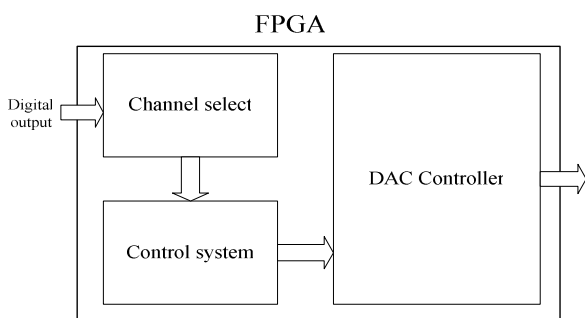 FPGA
Digital
output
Channel select
DAC Controller
Control system